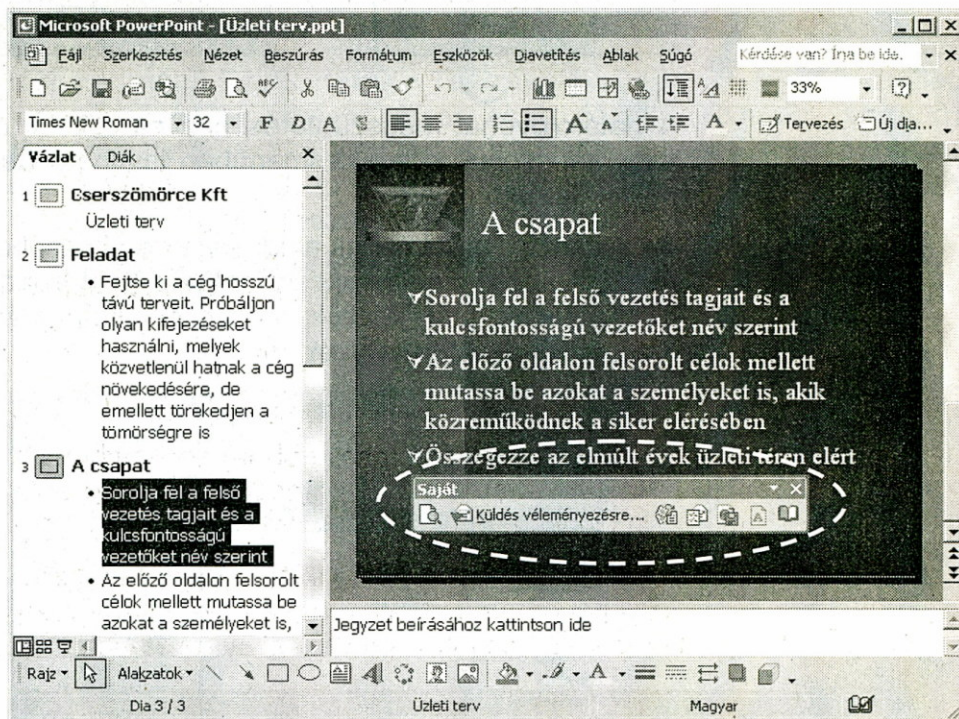 Microsoft PowerPoint - [Üzleti terv.ppt]
Fájl Szerkesztés Nézet Beszúrás Formátum Eszközök Diavetítés Ablak Súgó Kérdése van? Írja be ide.
33%
Times New Roman 32 F D A S Tervezés Új dia...
Vázlat Diák
1 Cserszömörce Kft
Üzleti terv
2 Feladat
• Fejtse ki a cég hosszú
távú terveit. Próbáljon
olyan kifejezéseket
használni, melyek
közvetlenül hatnak a cég
növekedésére, de
emellett törekedjen a
tömörségre is
3 A csapat
• Sorolja fel a felső
vezetés tagjait és a
kulcsfontosságú
vezetőket név szerint
• Az előző oldalon felsorolt
célok mellett mutassa be
azokat a személyeket is,
A csapat
Sorolja fel a felső vezetés tagjait és a
kulcsfontosságú vezetőket név szerint
Az előző oldalon felsorolt célok mellett
mutassa be azokat a személyeket is, akik
közreműködnek a siker elérésében
Összegezze az elmúlt évek üzleti téren elért
Saját
Küldés véleményezésre...
Jegyzet beírásához kattintson ide
Rajz Alakzatok
Dia 3 / 3 Üzleti terv Magyar